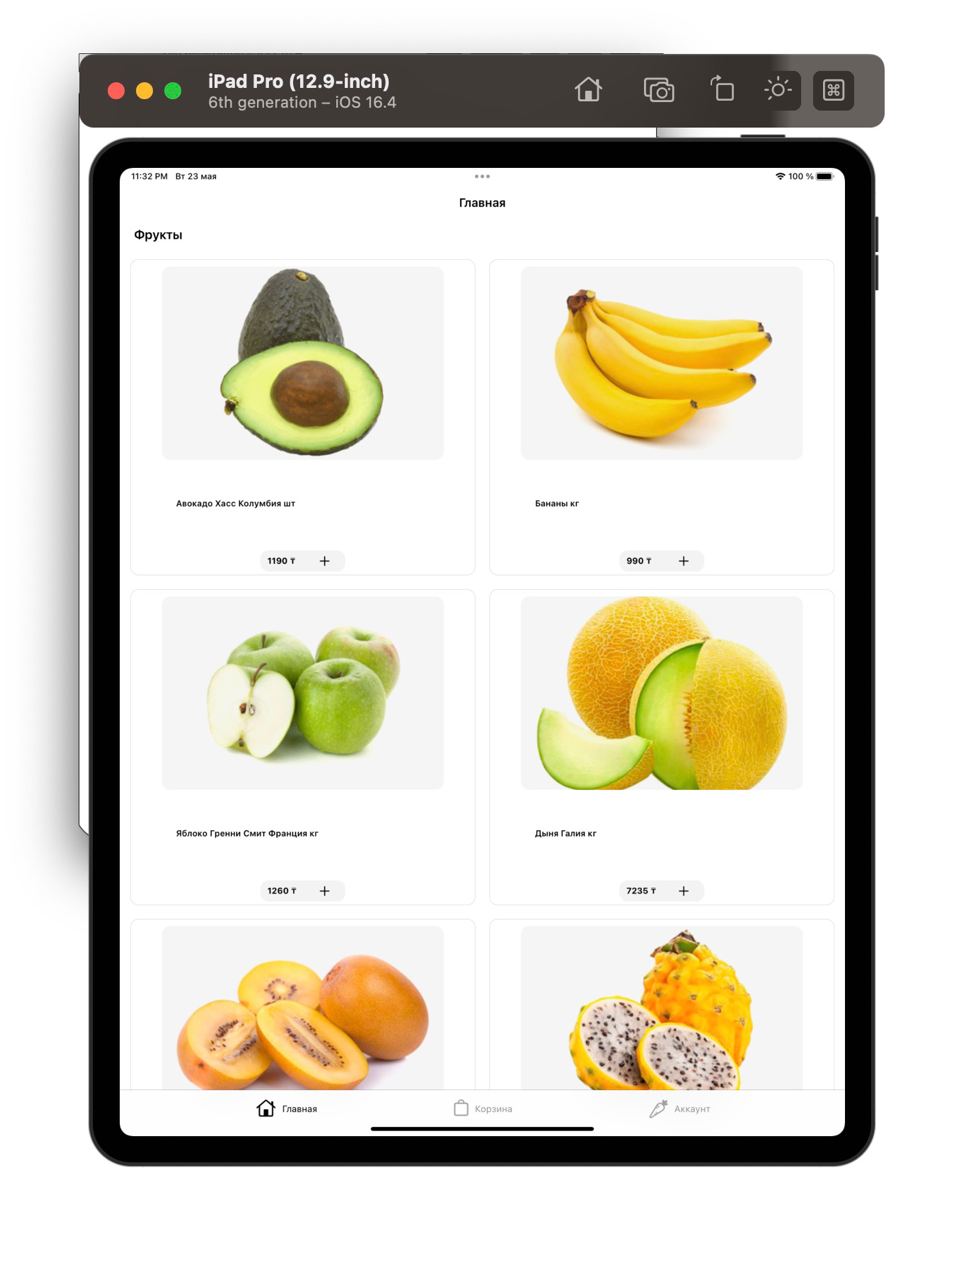 iPad Pro (12.9-inch)
6th generation – iOS 16.4
11:32 PM Вт 23 мая
100 %
Главная
Фрукты
Авокадо Хасс Колумбия шт
Бананы кг
1190 ₸
990 ₸
Яблоко Гренни Смит Франция кг
Дыня Галия кг
1260 ₸
7235 ₸
Главная
Корзина
Аккаунт